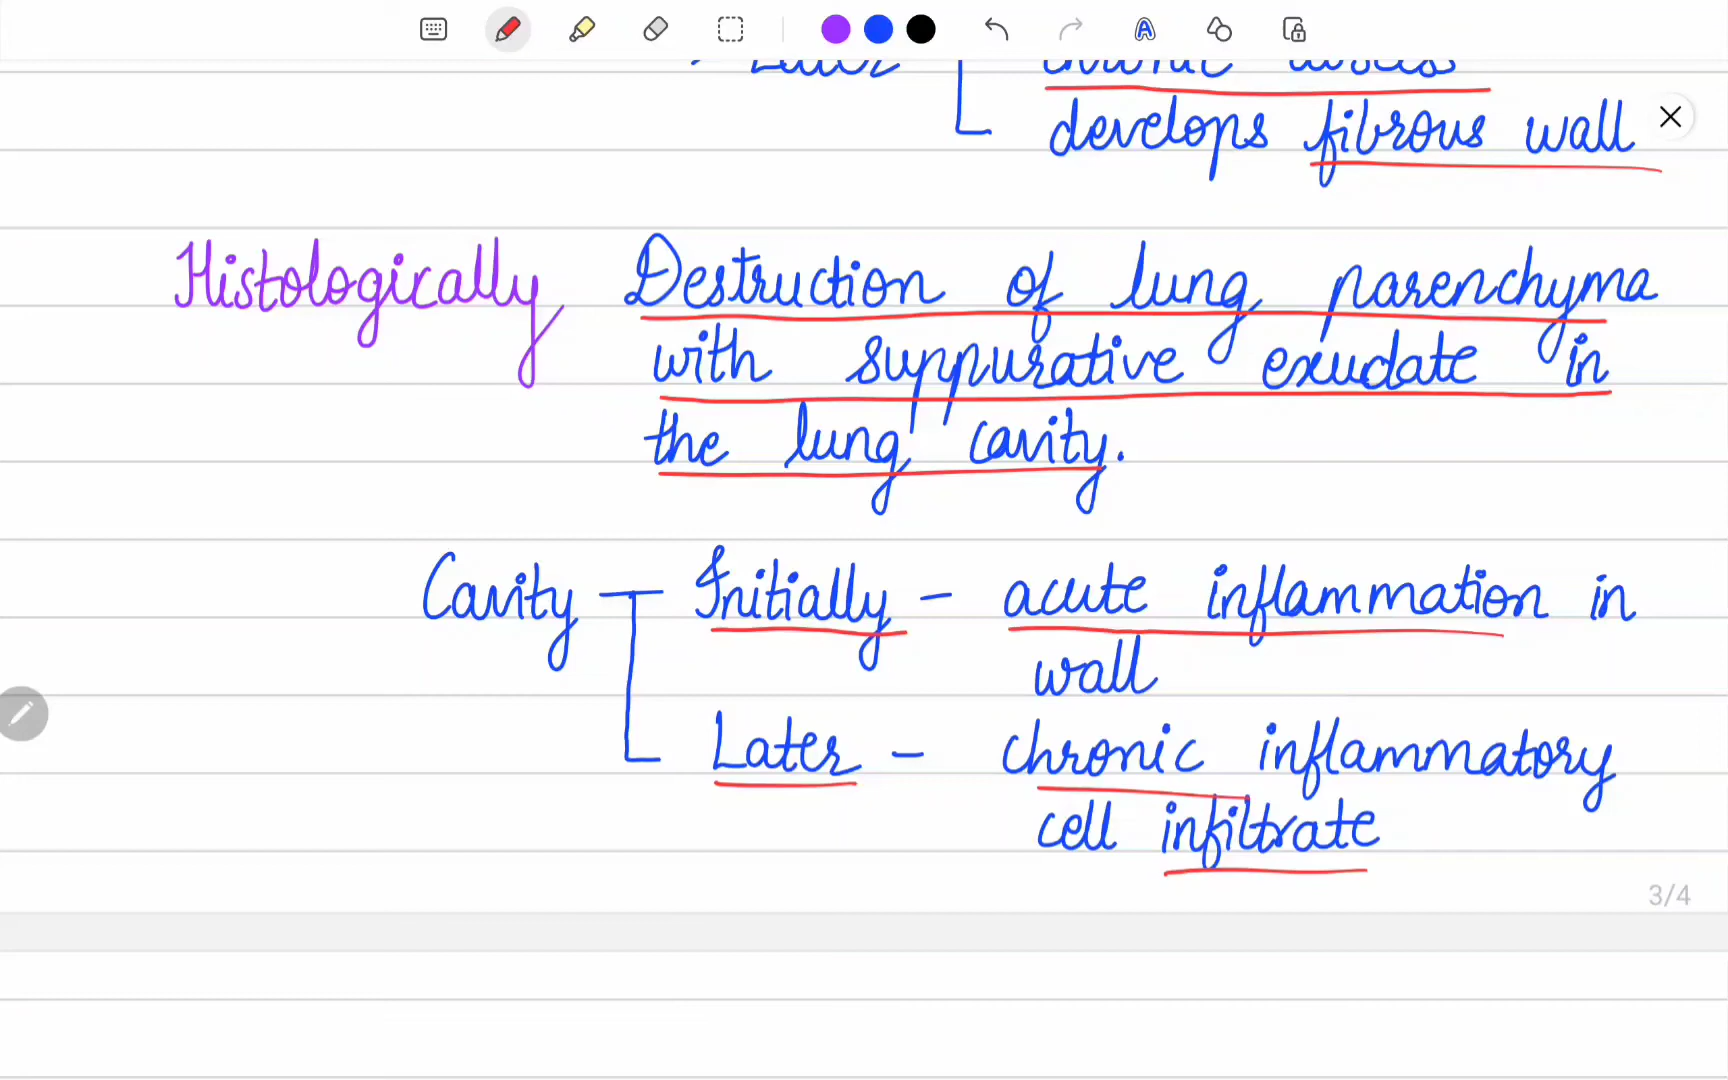 develops fibrous wall
Histologically Destruction of lung parenchyma
with suppurative exudate in
the lung cavity.
Cavity Initially - acute inflammation in
wall
Later - chronic inflammatory
cell infiltrate
3/4